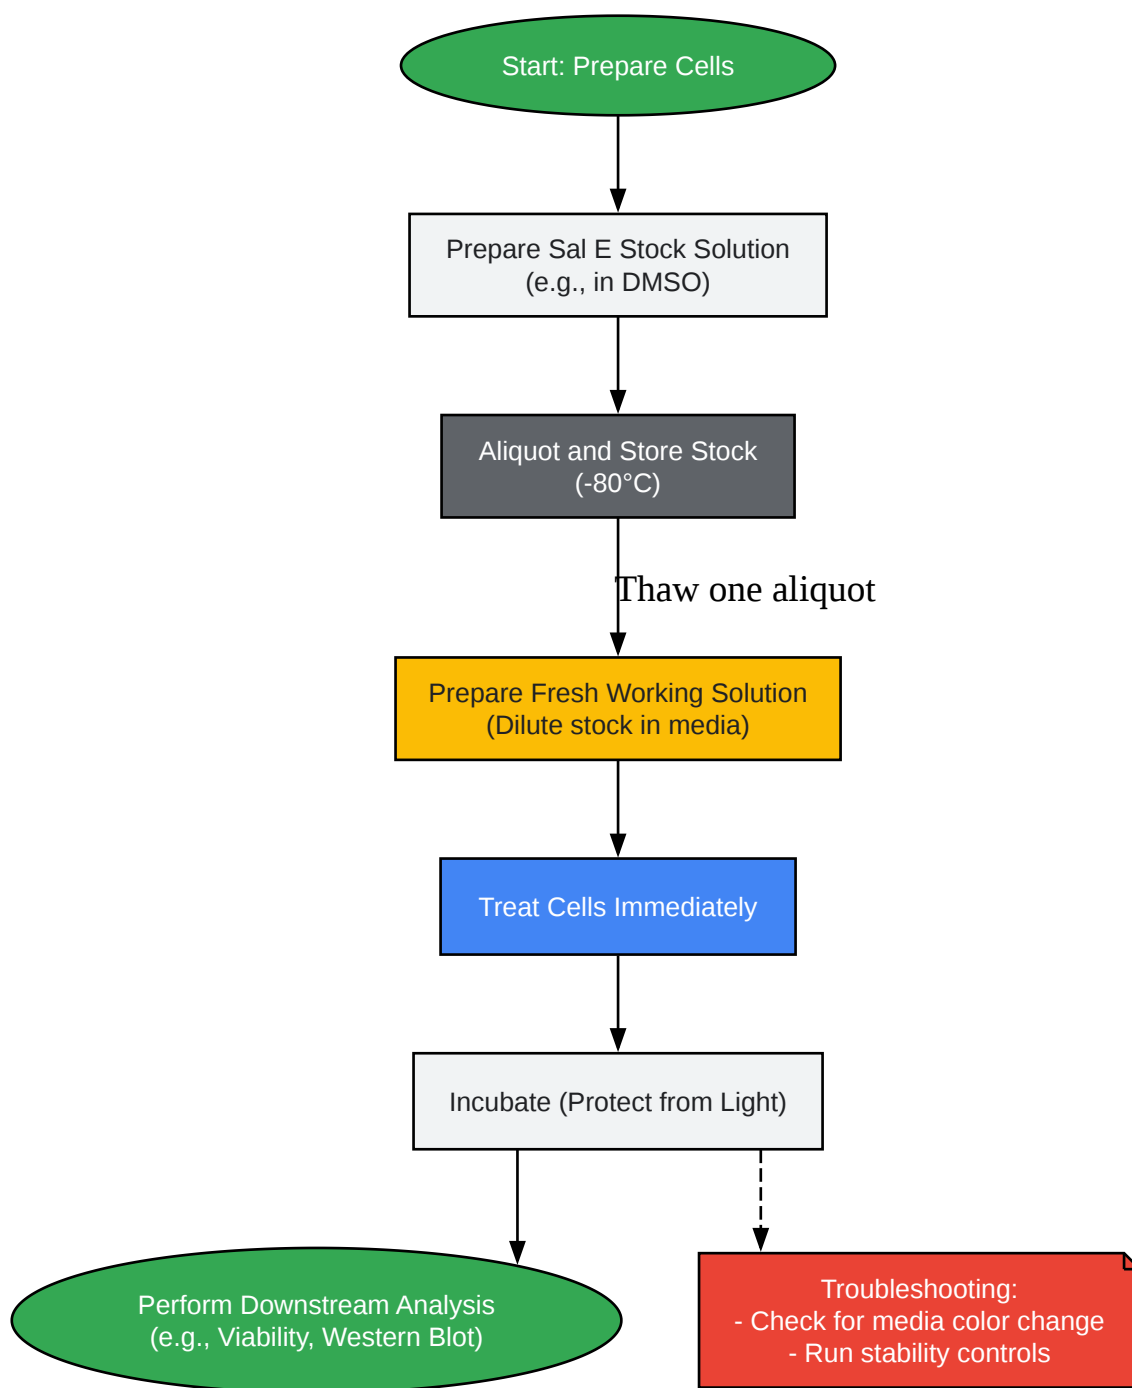 Start: Prepare Cells
Prepare Sal E Stock Solution
(e.g., in DMSO)
Aliquot and Store Stock
(-80°C)
Thaw one aliquot
Prepare Fresh Working Solution
(Dilute stock in media)
Treat Cells Immediately
Incubate (Protect from Light)
Perform Downstream Analysis
(e.g., Viability, Western Blot)
Troubleshooting:
- Check for media color change
- Run stability controls